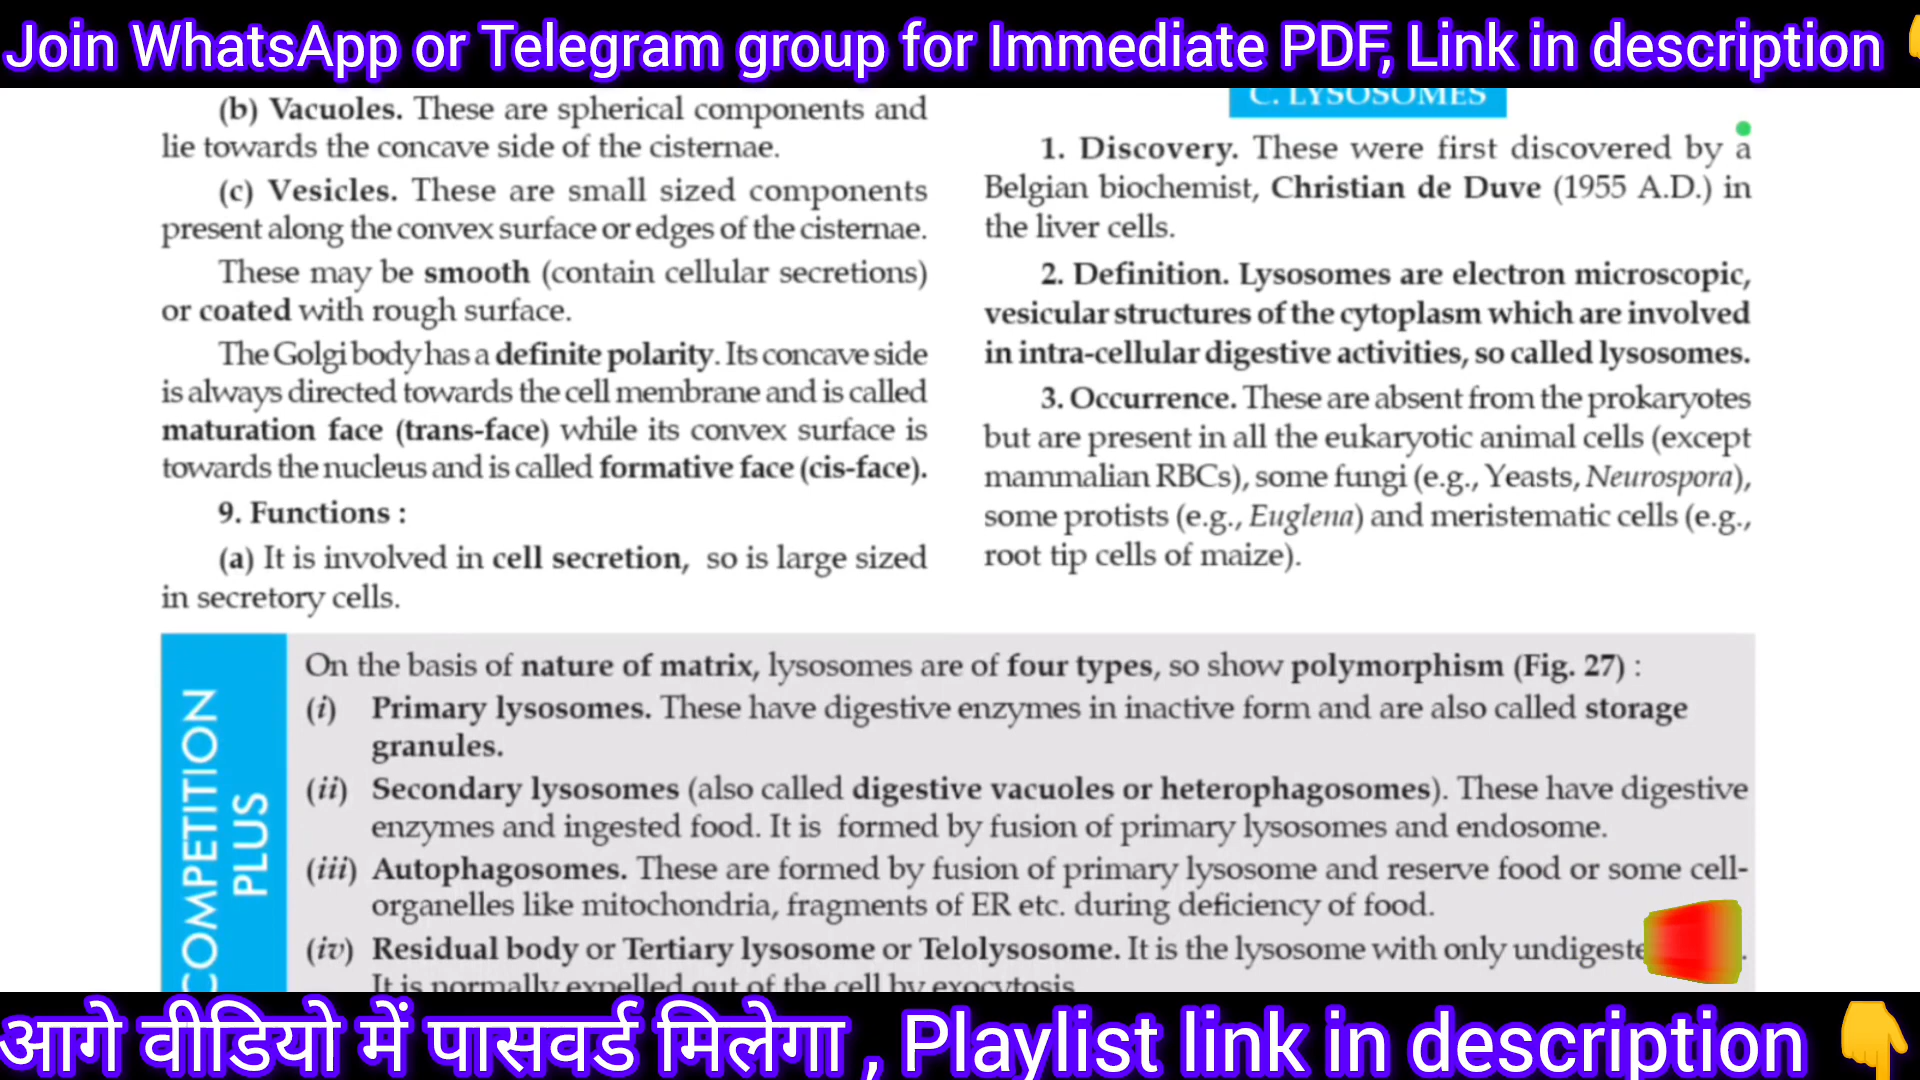 Join WhatsApp or Telegram group for Immediate PDF, Link in description 👇
(b) Vacuoles. These are spherical components and
lie towards the concave side of the cisternae.
(c) Vesicles. These are small sized components
present along the convex surface or edges of the cisternae.
These may be smooth (contain cellular secretions)
or coated with rough surface.
The Golgi body has a definite polarity. Its concave side
is always directed towards the cell membrane and is called
maturation face (trans-face) while its convex surface is
towards the nucleus and is called formative face (cis-face).
9. Functions :
(a) It is involved in cell secretion, so is large sized
in secretory cells.
C. LYSOSOMES
1. Discovery. These were first discovered by a
Belgian biochemist, Christian de Duve (1955 A.D.) in
the liver cells.
2. Definition. Lysosomes are electron microscopic,
vesicular structures of the cytoplasm which are involved
in intra-cellular digestive activities, so called lysosomes.
3. Occurrence. These are absent from the prokaryotes
but are present in all the eukaryotic animal cells (except
mammalian RBCs), some fungi (e.g., Yeasts, Neurospora),
some protists (e.g., Euglena) and meristematic cells (e.g.,
root tip cells of maize).
COMPETITION
PLUS
On the basis of nature of matrix, lysosomes are of four types, so show polymorphism (Fig. 27) :
(i) Primary lysosomes. These have digestive enzymes in inactive form and are also called storage
granules.
(ii) Secondary lysosomes (also called digestive vacuoles or heterophagosomes). These have digestive
enzymes and ingested food. It is formed by fusion of primary lysosomes and endosome.
(iii) Autophagosomes. These are formed by fusion of primary lysosome and reserve food or some cell-
organelles like mitochondria, fragments of ER etc. during deficiency of food.
(iv) Residual body or Tertiary lysosome or Telolysosome. It is the lysosome with only
It is normally expelled out of the cell by exocytosis
आगे वीडियो में पासवर्ड मिलेगा , Playlist link in description 👇